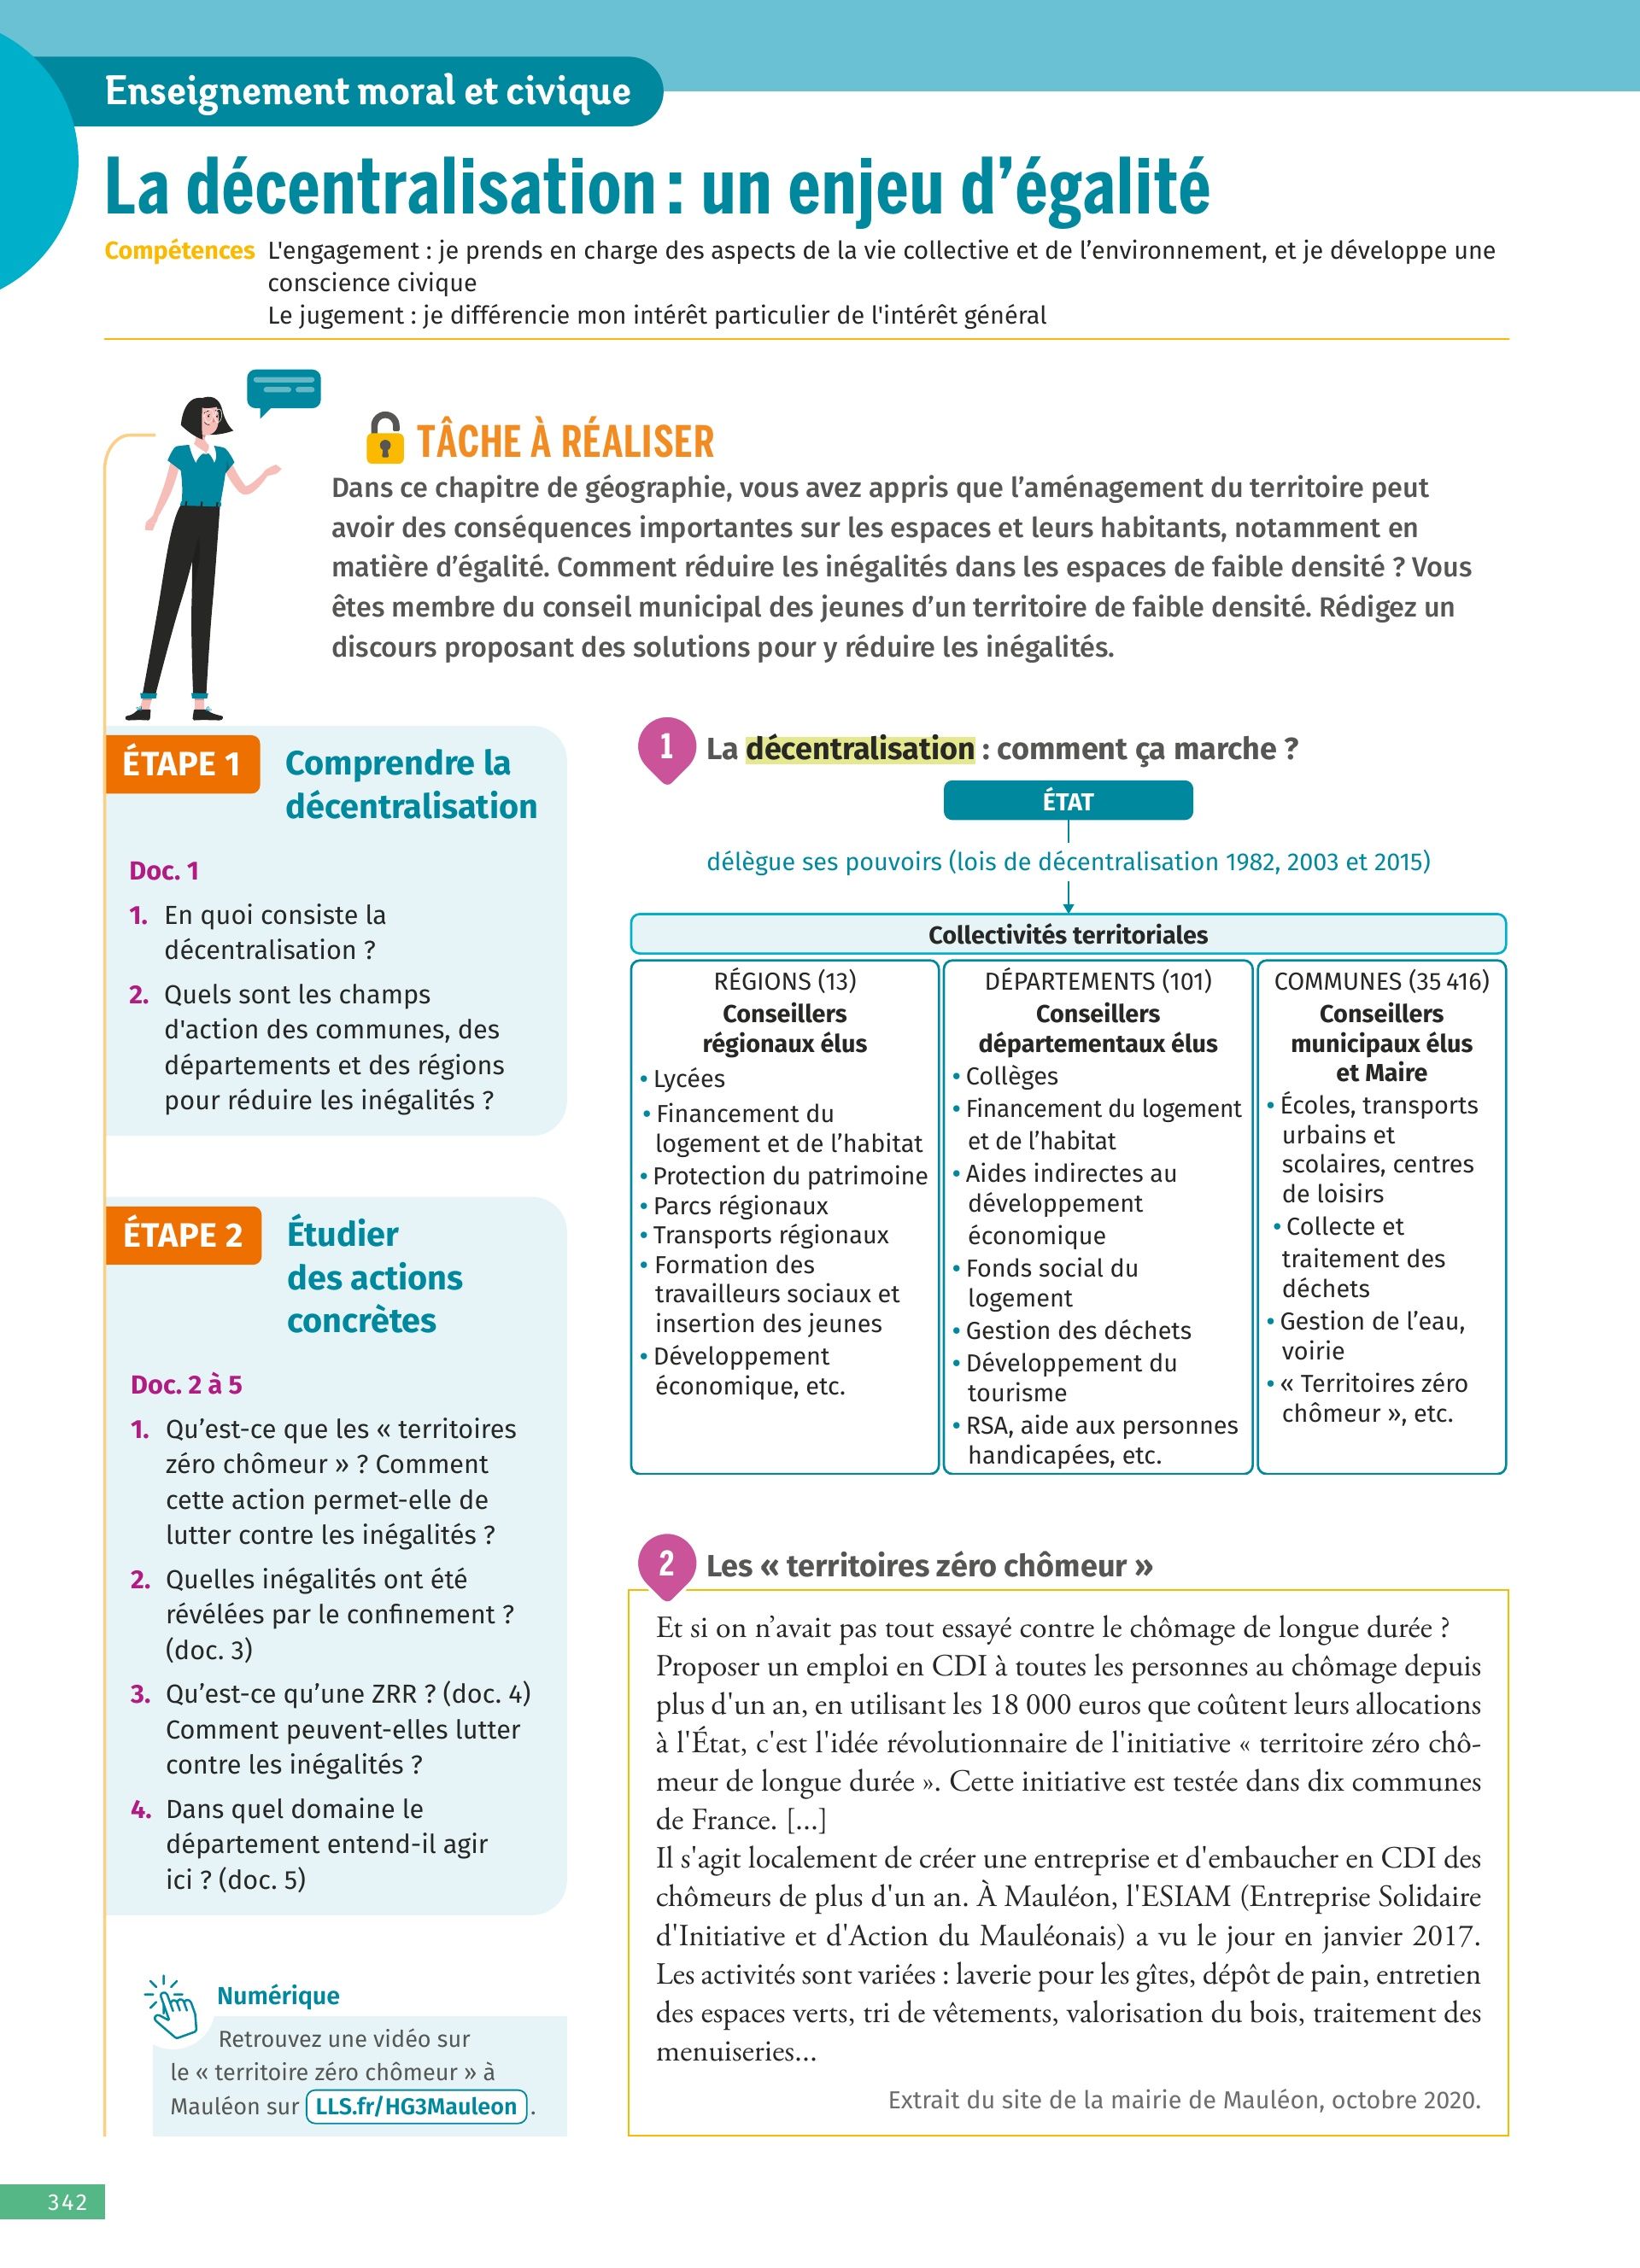 Enseignement moral et civique
La décentralisation : un enjeu d’égalité
Compétences L'engagement : je prends en charge des aspects de la vie collective et de l’environnement, et je développe une
conscience civique
Le jugement : je différencie mon intérêt particulier de l'intérêt général
TÂCHE À RÉALISER
Dans ce chapitre de géographie, vous avez appris que l’aménagement du territoire peut
avoir des conséquences importantes sur les espaces et leurs habitants, notamment en
matière d’égalité. Comment réduire les inégalités dans les espaces de faible densité ? Vous
êtes membre du conseil municipal des jeunes d’un territoire de faible densité. Rédigez un
discours proposant des solutions pour y réduire les inégalités.
ÉTAPE 1
Comprendre la
décentralisation
Doc. 1
1. En quoi consiste la
décentralisation ?
2. Quels sont les champs
d'action des communes, des
départements et des régions
pour réduire les inégalités ?
ÉTAPE 2
Étudier
des actions
concrètes
Doc. 2 à 5
1. Qu’est-ce que les « territoires
zéro chômeur » ? Comment
cette action permet-elle de
lutter contre les inégalités ?
2. Quelles inégalités ont été
révélées par le confinement ?
(doc. 3)
3. Qu’est-ce qu’une ZRR ? (doc. 4)
Comment peuvent-elles lutter
contre les inégalités ?
4. Dans quel domaine le
département entend-il agir
ici ? (doc. 5)
Numérique
Retrouvez une vidéo sur
le « territoire zéro chômeur » à
Mauléon sur LLS.fr/HG3Mauleon .
1 La décentralisation : comment ça marche ?
ÉTAT
délègue ses pouvoirs (lois de décentralisation 1982, 2003 et 2015)
Collectivités territoriales
RÉGIONS (13)
Conseillers
régionaux élus
• Lycées
• Financement du
logement et de l’habitat
• Protection du patrimoine
• Parcs régionaux
• Transports régionaux
• Formation des
travailleurs sociaux et
insertion des jeunes
• Développement
économique, etc.
DÉPARTEMENTS (101)
Conseillers
départementaux élus
• Collèges
• Financement du logement
et de l’habitat
• Aides indirectes au
développement
économique
• Fonds social du
logement
• Gestion des déchets
• Développement du
tourisme
• RSA, aide aux personnes
handicapées, etc.
COMMUNES (35 416)
Conseillers
municipaux élus
et Maire
• Écoles, transports
urbains et
scolaires, centres
de loisirs
• Collecte et
traitement des
déchets
• Gestion de l’eau,
voirie
• « Territoires zéro
chômeur », etc.
2 Les « territoires zéro chômeur »
Et si on n’avait pas tout essayé contre le chômage de longue durée ?
Proposer un emploi en CDI à toutes les personnes au chômage depuis
plus d'un an, en utilisant les 18 000 euros que coûtent leurs allocations
à l'État, c'est l'idée révolutionnaire de l'initiative « territoire zéro chô-
meur de longue durée ». Cette initiative est testée dans dix communes
de France. [...]
Il s'agit localement de créer une entreprise et d'embaucher en CDI des
chômeurs de plus d'un an. À Mauléon, l'ESIAM (Entreprise Solidaire
d'Initiative et d'Action du Mauléonais) a vu le jour en janvier 2017.
Les activités sont variées : laverie pour les gîtes, dépôt de pain, entretien
des espaces verts, tri de vêtements, valorisation du bois, traitement des
menuiseries...
Extrait du site de la mairie de Mauléon, octobre 2020.
342